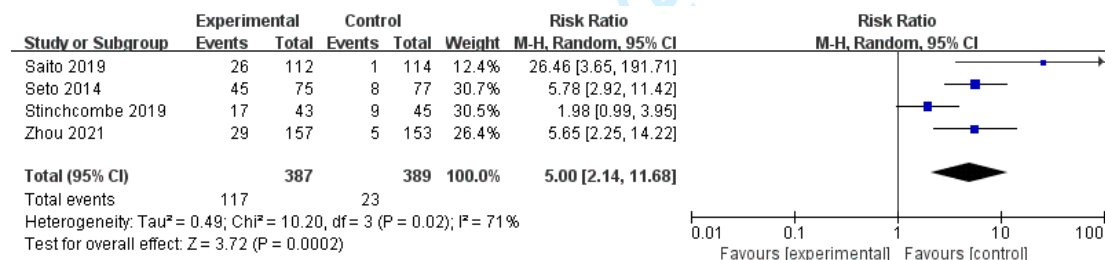 Experimental Control Risk Ratio Risk Ratio
Study or Subgroup Events Total Events Total Weight M-H, Random, 95% CI M-H, Random, 95% CI
Saito 2019 26 112 1 114 12.4% 26.46 [3.65, 191.71]
Seto 2014 45 75 8 77 30.7% 5.78 [2.92, 11.42]
Stinchcombe 2019 17 43 9 45 30.5% 1.98 [0.99, 3.95]
Zhou 2021 29 157 5 153 26.4% 5.65 [2.25, 14.22]
Total (95% CI) 387 389 100.0% 5.00 [2.14, 11.68]
Total events 117 23
Heterogeneity: Tau² = 0.49; Chi² = 10.20, df = 3 (P = 0.02); I² = 71%
Test for overall effect: Z = 3.72 (P = 0.0002)
0.01 0.1 1 10 100
Favours [experimental] Favours [control]